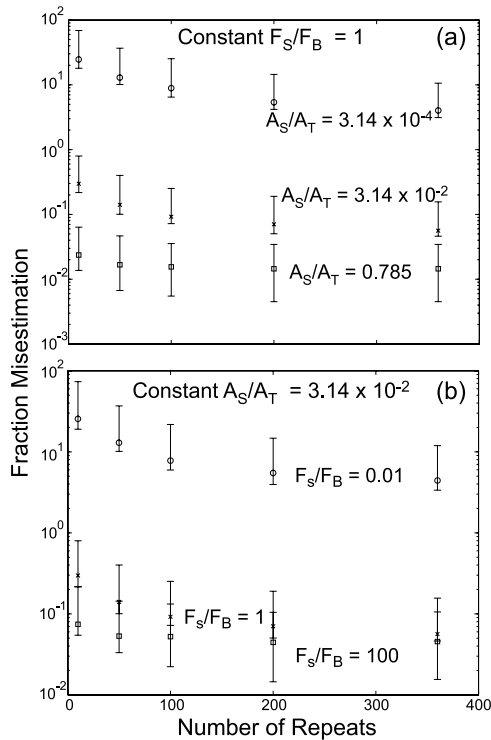 Fraction Misestimation
Constant F_S/F_B = 1
(a)
10^2
10^1
10^0
10^-1
10^-2
10^-3
A_S/A_T = 3.14 x 10^-4
A_S/A_T = 3.14 x 10^-2
A_S/A_T = 0.785
Constant A_S/A_T = 3.14 x 10^-2
(b)
10^2
10^1
10^0
10^-1
10^-2
F_s/F_B = 0.01
F_s/F_B = 1
F_s/F_B = 100
0 100 200 300 400
Number of Repeats